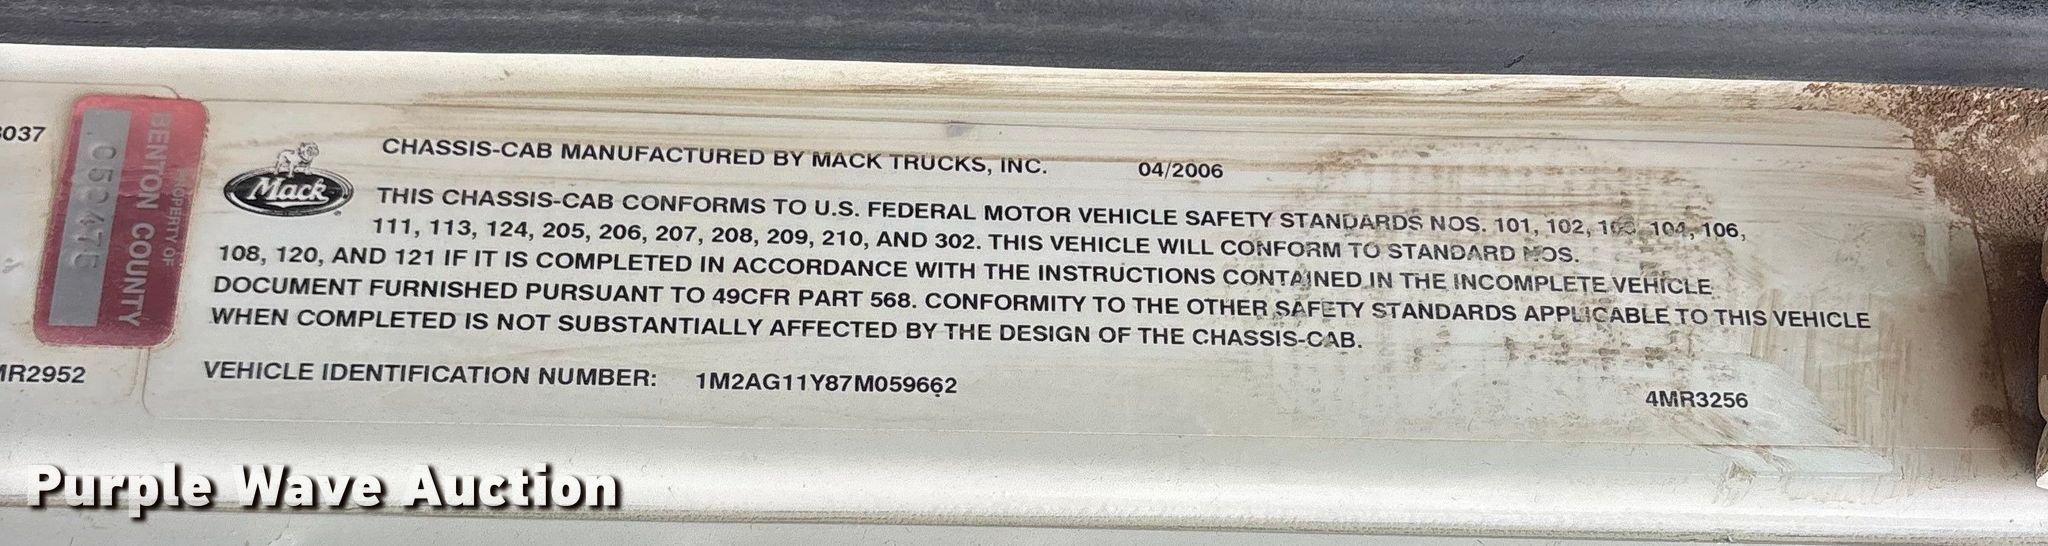 3037
MR2952
PROPERTY OF
BENTON COUNTY
Mack
CHASSIS-CAB MANUFACTURED BY MACK TRUCKS, INC. 04/2006
THIS CHASSIS-CAB CONFORMS TO U.S. FEDERAL MOTOR VEHICLE SAFETY STANDARDS NOS. 101, 102, 103, 104, 106,
111, 113, 124, 205, 206, 207, 208, 209, 210, AND 302. THIS VEHICLE WILL CONFORM TO STANDARD NOS.
108, 120, AND 121 IF IT IS COMPLETED IN ACCORDANCE WITH THE INSTRUCTIONS CONTAINED IN THE INCOMPLETE VEHICLE
DOCUMENT FURNISHED PURSUANT TO 49CFR PART 568. CONFORMITY TO THE OTHER SAFETY STANDARDS APPLICABLE TO THIS VEHICLE
WHEN COMPLETED IS NOT SUBSTANTIALLY AFFECTED BY THE DESIGN OF THE CHASSIS-CAB.
VEHICLE IDENTIFICATION NUMBER: 1M2AG11Y87M059662
4MR3256
Purple Wave Auction